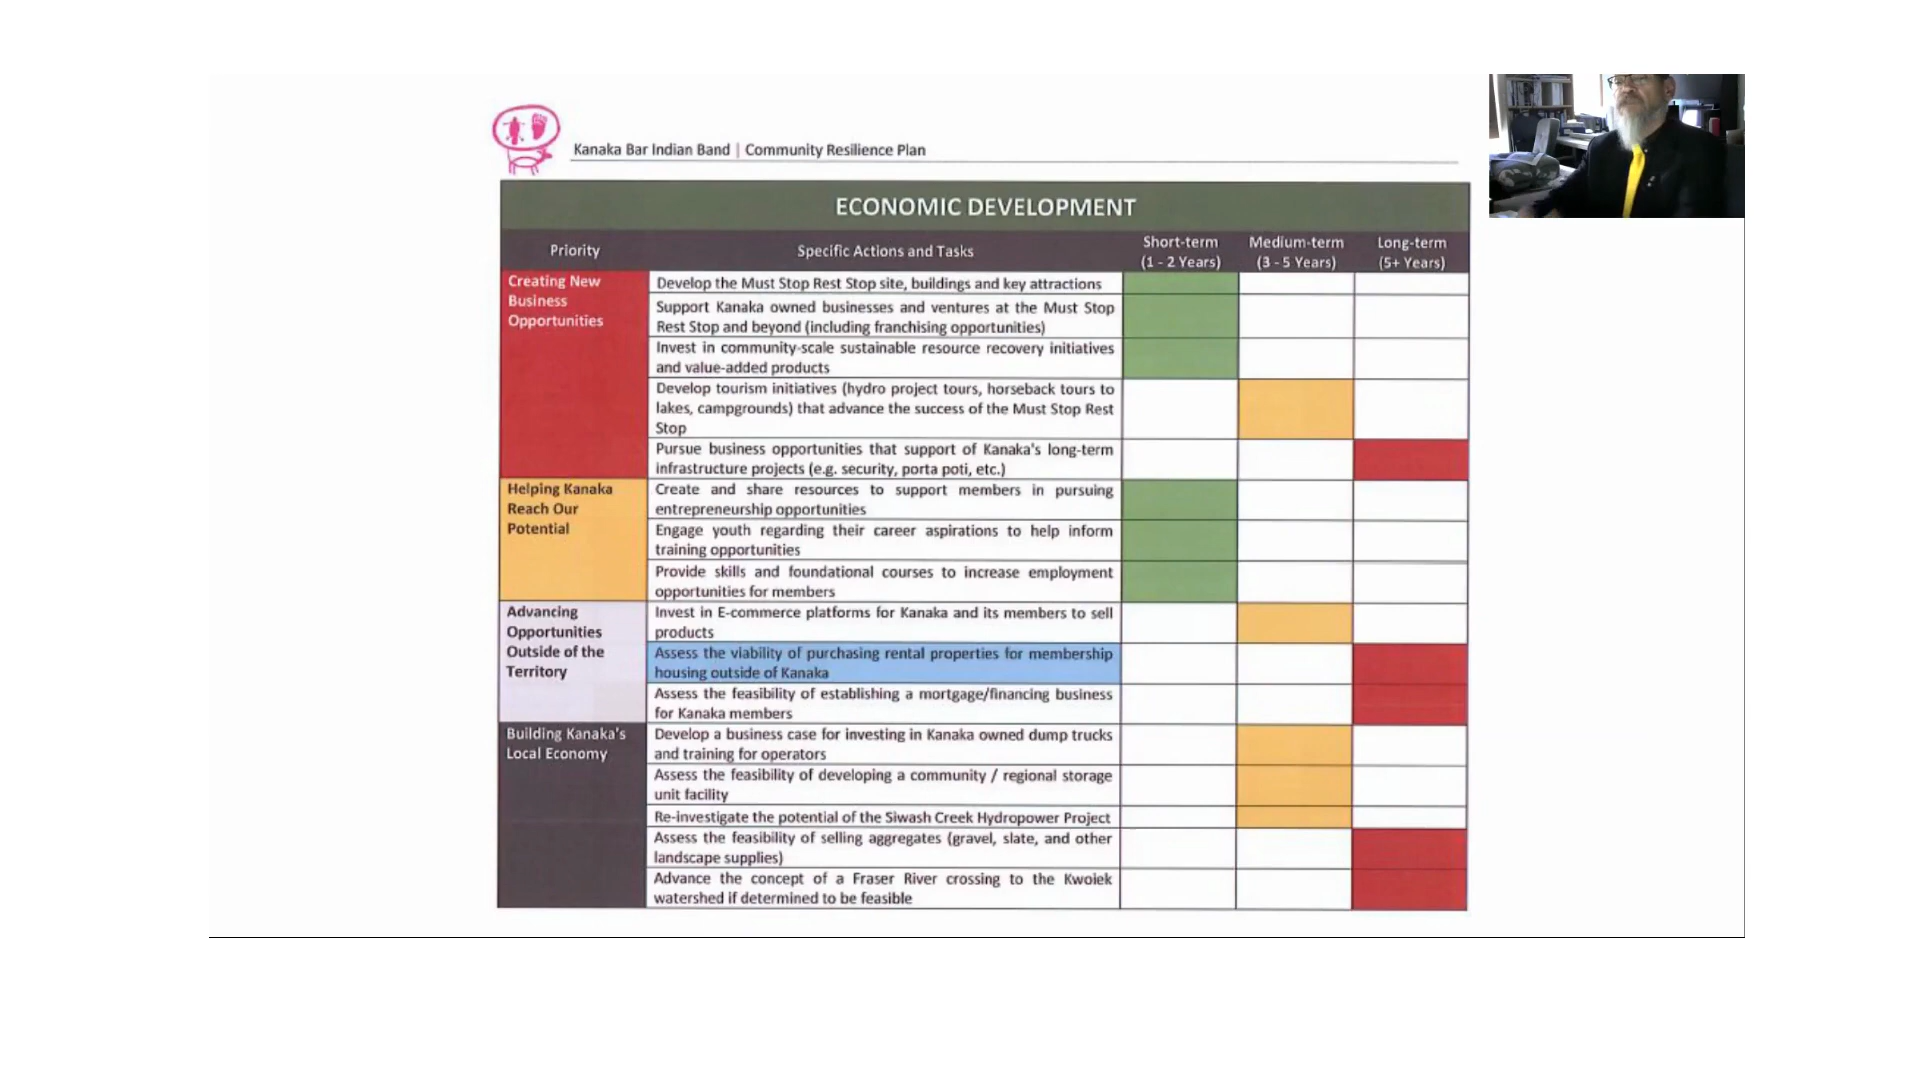 Kanaka Bar Indian Band | Community Resilience Plan
ECONOMIC DEVELOPMENT
Priority
Specific Actions and Tasks
Short-term
(1 - 2 Years)
Medium-term
(3 - 5 Years)
Long-term
(5+ Years)
Creating New
Business
Opportunities
Develop the Must Stop Rest Stop site, buildings and key attractions
Support Kanaka owned businesses and ventures at the Must Stop
Rest Stop and beyond (including franchising opportunities)
Invest in community-scale sustainable resource recovery initiatives
and value-added products
Develop tourism initiatives (hydro project tours, horseback tours to
lakes, campgrounds) that advance the success of the Must Stop Rest
Stop
Pursue business opportunities that support of Kanaka's long-term
infrastructure projects (e.g. security, porta poti, etc.)
Helping Kanaka
Reach Our
Potential
Create and share resources to support members in pursuing
entrepreneurship opportunities
Engage youth regarding their career aspirations to help inform
training opportunities
Provide skills and foundational courses to increase employment
opportunities for members
Advancing
Opportunities
Outside of the
Territory
Invest in E-commerce platforms for Kanaka and its members to sell
products
Assess the viability of purchasing rental properties for membership
housing outside of Kanaka
Assess the feasibility of establishing a mortgage/financing business
for Kanaka members
Building Kanaka's
Local Economy
Develop a business case for investing in Kanaka owned dump trucks
and training for operators
Assess the feasibility of developing a community / regional storage
unit facility
Re-investigate the potential of the Siwash Creek Hydropower Project
Assess the feasibility of selling aggregates (gravel, slate, and other
landscape supplies)
Advance the concept of a Fraser River crossing to the Kwoiek
watershed if determined to be feasible